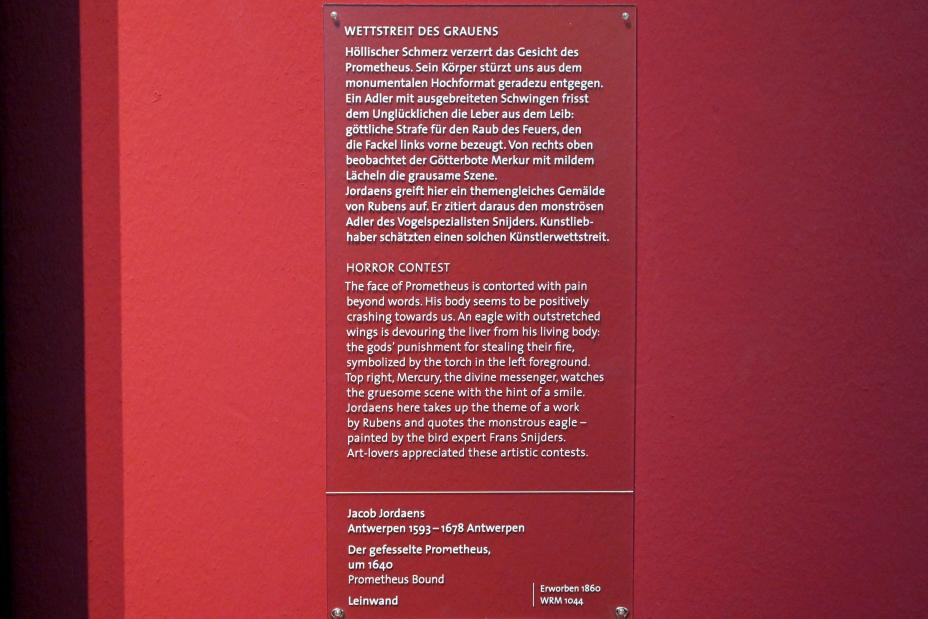 WETTSTREIT DES GRAUENS
Höllischer Schmerz verzerrt das Gesicht des
Prometheus. Sein Körper stürzt uns aus dem
monumentalen Hochformat geradezu entgegen.
Ein Adler mit ausgebreiteten Schwingen frisst
dem Unglücklichen die Leber aus dem Leib:
göttliche Strafe für den Raub des Feuers, den
die Fackel links vorne bezeugt. Von rechts oben
beobachtet der Götterbote Merkur mit mildem
Lächeln die grausame Szene.
Jordaens greift hier ein themengleiches Gemälde
von Rubens auf. Er zitiert daraus den monströsen
Adler des Vogelspezialisten Snijders. Kunstlieb-
haber schätzten einen solchen Künstlerwettstreit.
HORROR CONTEST
The face of Prometheus is contorted with pain
beyond words. His body seems to be positively
crashing towards us. An eagle with outstretched
wings is devouring the liver from his living body:
the gods' punishment for stealing their fire,
symbolized by the torch in the left foreground.
Top right, Mercury, the divine messenger, watches
the gruesome scene with the hint of a smile.
Jordaens here takes up the theme of a work
by Rubens and quotes the monstrous eagle –
painted by the bird expert Frans Snijders.
Art-lovers appreciated these artistic contests.
Jacob Jordaens
Antwerpen 1593 – 1678 Antwerpen
Der gefesselte Prometheus,
um 1640
Prometheus Bound
Leinwand
Erworben 1860
WRM 1044